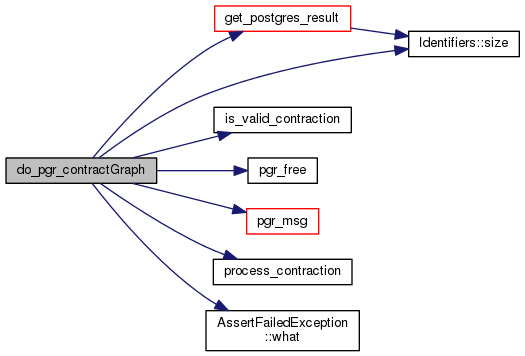 get_postgres_result
Identifiers::size
is_valid_contraction
do_pgr_contractGraph
pgr_free
pgr_msg
process_contraction
AssertFailedException
::what